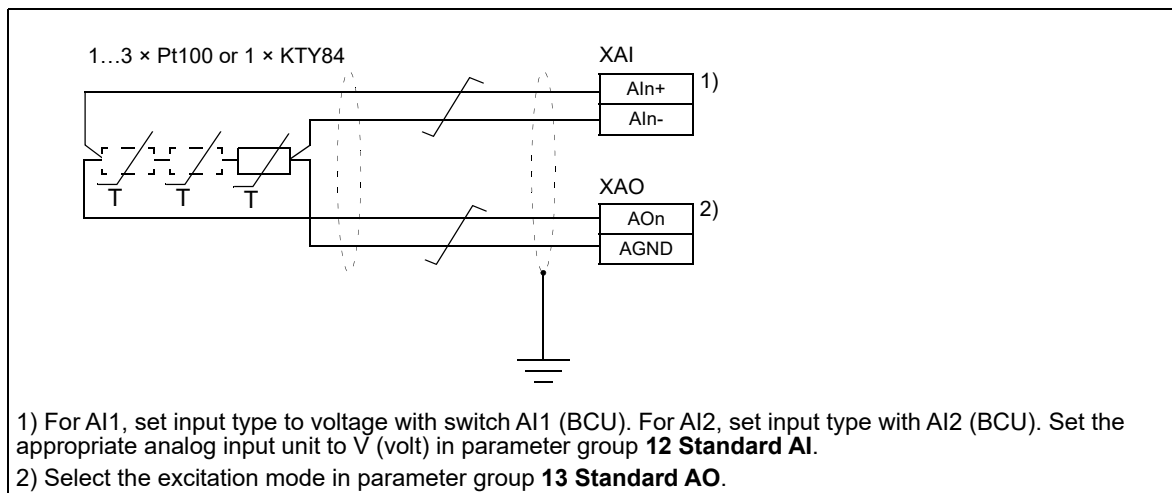 1…3 × Pt100 or 1 × KTY84
XAI
AIn+
1)
AIn-
T
T
T
XAO
AOn
2)
AGND
1) For AI1, set input type to voltage with switch AI1 (BCU). For AI2, set input type with AI2 (BCU). Set the
appropriate analog input unit to V (volt) in parameter group 12 Standard AI.
2) Select the excitation mode in parameter group 13 Standard AO.